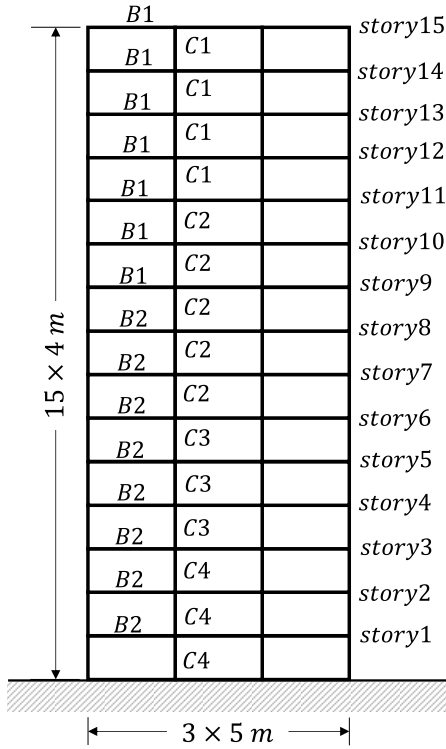 B1 story15
B1 C1 story14
B1 C1 story13
B1 C1 story12
B1 C1 story11
B1 C2 story10
B1 C2 story9
B2 C2 story8
B2 C2 story7
B2 C2 story6
B2 C3 story5
B2 C3 story4
B2 C3 story3
B2 C4 story2
B2 C4 story1
C4
15 × 4 m
3 × 5 m